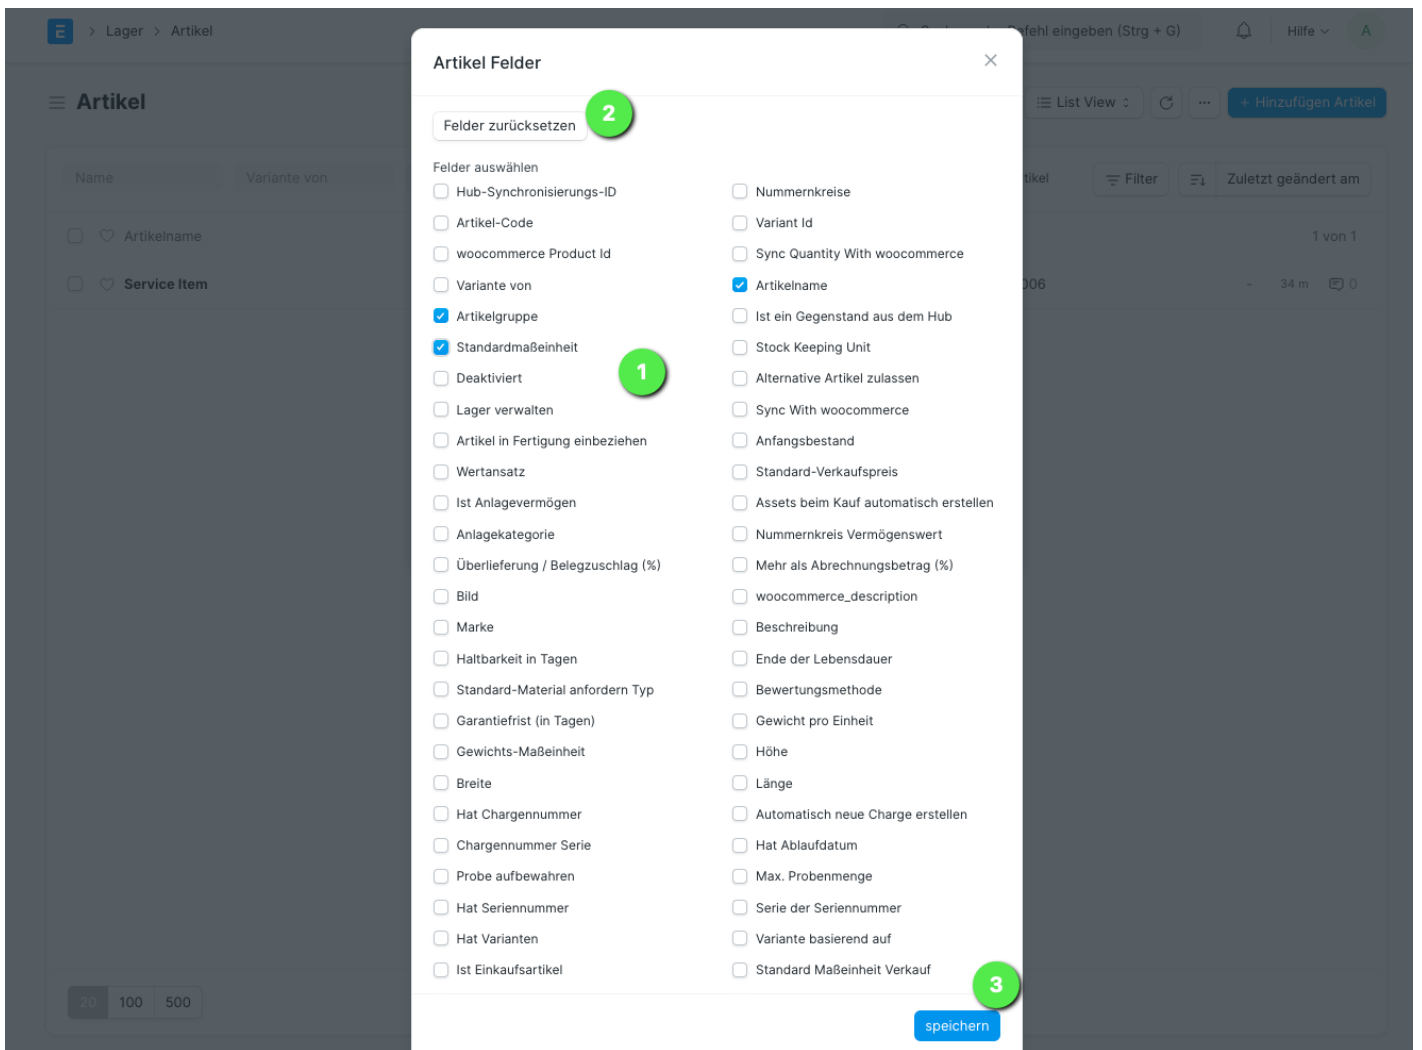 E > Lager > Artikel
efehl eingeben (Strg + G)
Hilfe
A
Artikel
List View
...
+ Hinzufügen Artikel
Name
Variante von
Filter
Zuletzt geändert am
Artikelname
1 von 1
Service Item
006
-
34 m
0
20
100
500
Artikel Felder
Felder zurücksetzen
2
Felder auswählen
Hub-Synchronisierungs-ID
Nummernkreise
Artikel-Code
Variant Id
woocommerce Product Id
Sync Quantity With woocommerce
Variante von
Artikelname
Artikelgruppe
Ist ein Gegenstand aus dem Hub
Standardmaßeinheit
Stock Keeping Unit
1
Deaktiviert
Alternative Artikel zulassen
Lager verwalten
Sync With woocommerce
Artikel in Fertigung einbeziehen
Anfangsbestand
Wertansatz
Standard-Verkaufspreis
Ist Anlagevermögen
Assets beim Kauf automatisch erstellen
Anlagekategorie
Nummernkreis Vermögenswert
Überlieferung / Belegzuschlag (%)
Mehr als Abrechnungsbetrag (%)
Bild
woocommerce_description
Marke
Beschreibung
Haltbarkeit in Tagen
Ende der Lebensdauer
Standard-Material anfordern Typ
Bewertungsmethode
Garantiefrist (in Tagen)
Gewicht pro Einheit
Gewichts-Maßeinheit
Höhe
Breite
Länge
Hat Chargennummer
Automatisch neue Charge erstellen
Chargennummer Serie
Hat Ablaufdatum
Probe aufbewahren
Max. Probenmenge
Hat Seriennummer
Serie der Seriennummer
Hat Varianten
Variante basierend auf
Ist Einkaufsartikel
Standard Maßeinheit Verkauf
3
speichern